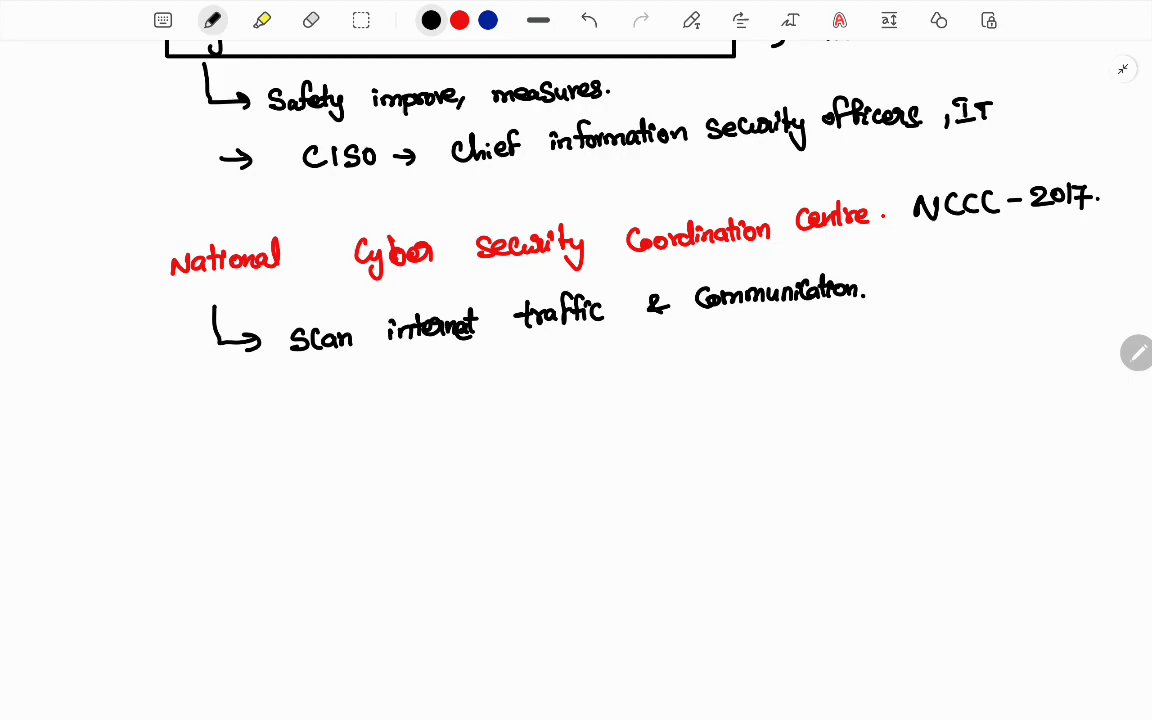 Safety improve, measures.
→ CISO → Chief information security officers, IT
National Cyber Security Coordination Centre. NCCC - 2017.
Scan internet traffic & Communication.